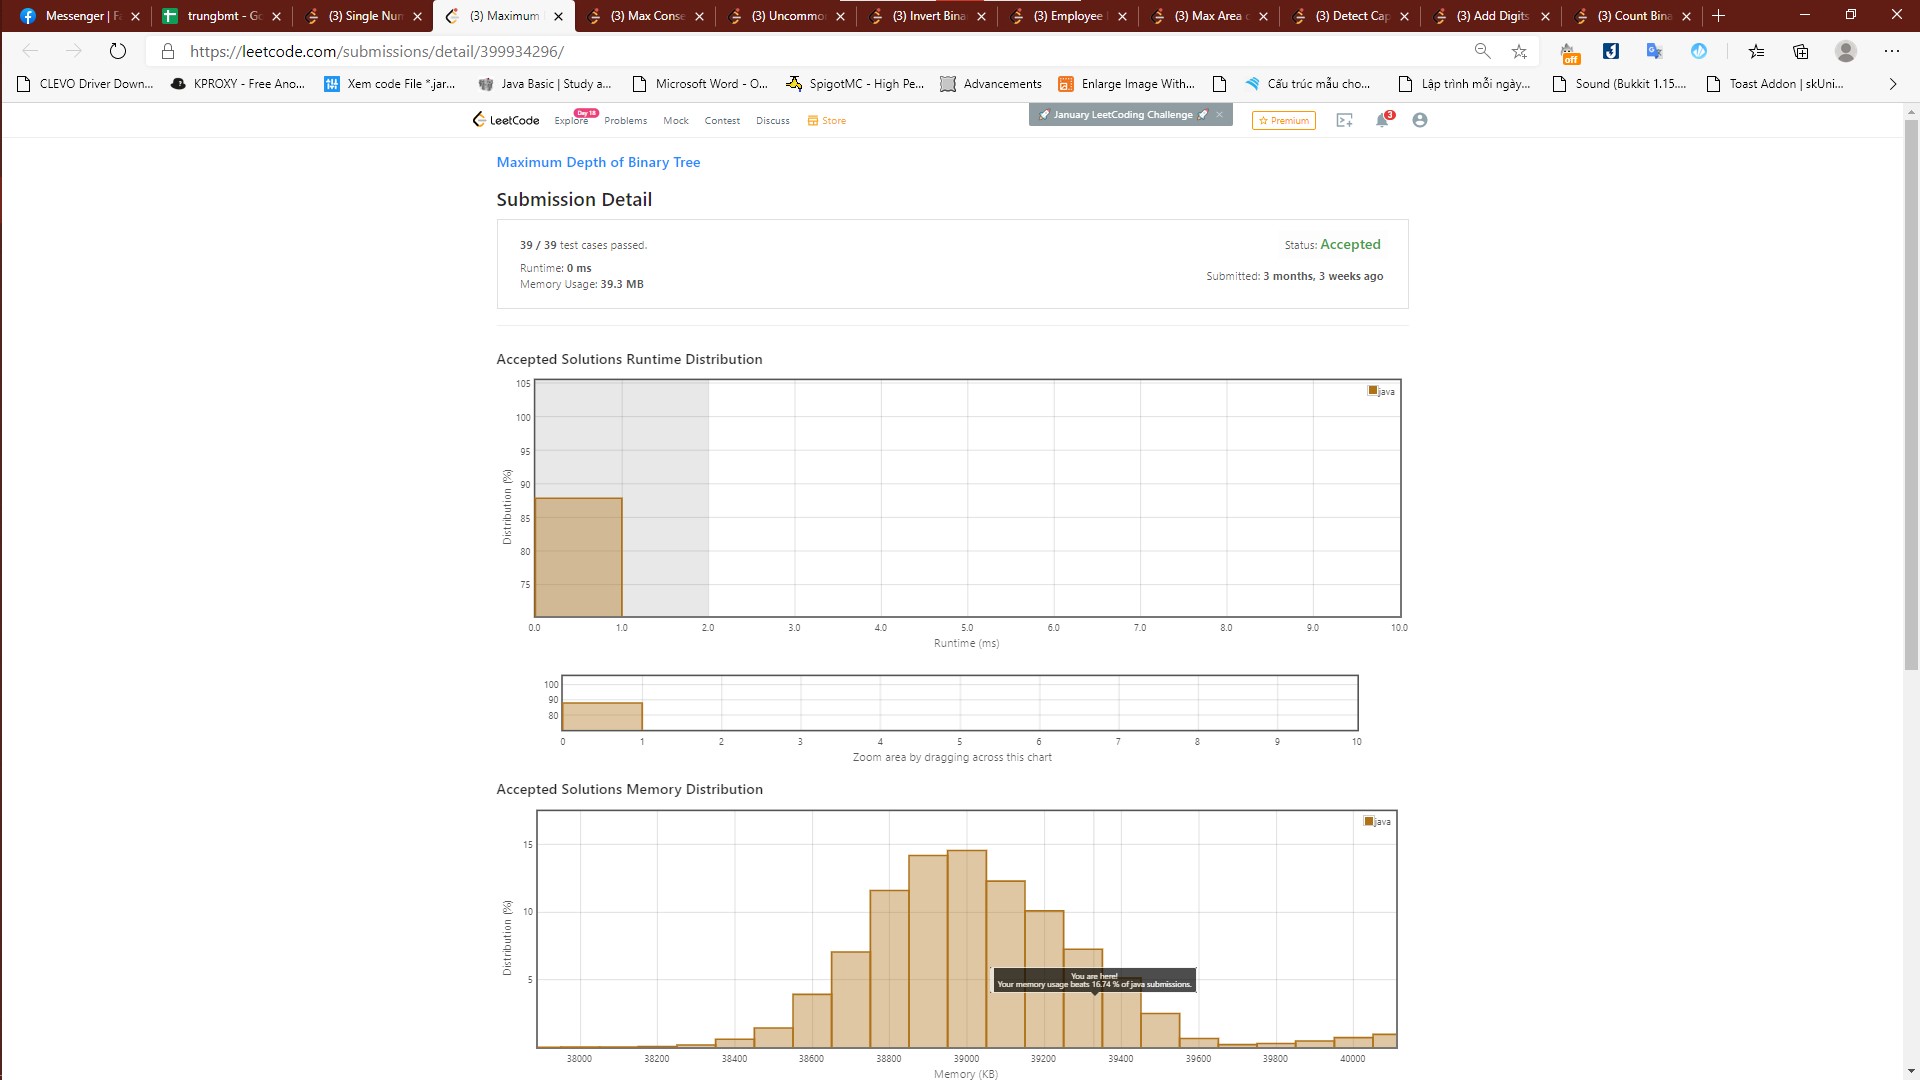 Messenger | Fa
trungbmt - Go
(3) Single Num
(3) Maximum
(3) Max Conse
(3) Uncommon
(3) Invert Bina
(3) Employee I
(3) Max Area o
(3) Detect Cap
(3) Add Digits
(3) Count Bina
https://leetcode.com/submissions/detail/399934296/
off
CLEVO Driver Down...
KPROXY - Free Ano...
Xem code File *.jar...
Java Basic | Study a...
Microsoft Word - O...
SpigotMC - High Pe...
Advancements
Enlarge Image With...
Cấu trúc mẫu cho...
Lập trình mỗi ngày...
Sound (Bukkit 1.15....
Toast Addon | skUni...
LeetCode
Explore
Day 18
Problems
Mock
Contest
Discuss
Store
January LeetCoding Challenge
Premium
3
Maximum Depth of Binary Tree
Submission Detail
39 / 39 test cases passed.
Status: Accepted
Runtime: 0 ms
Submitted: 3 months, 3 weeks ago
Memory Usage: 39.3 MB
Accepted Solutions Runtime Distribution
java
105
100
95
90
85
80
75
Distribution (%)
0.0 1.0 2.0 3.0 4.0 5.0 6.0 7.0 8.0 9.0 10.0
Runtime (ms)
100
90
80
0 1 2 3 4 5 6 7 8 9 10
Zoom area by dragging across this chart
Accepted Solutions Memory Distribution
java
15
10
5
Distribution (%)
You are here!
Your memory usage beats 16.74 % of java submissions.
38000 38200 38400 38600 38800 39000 39200 39400 39600 39800 40000
Memory (KB)